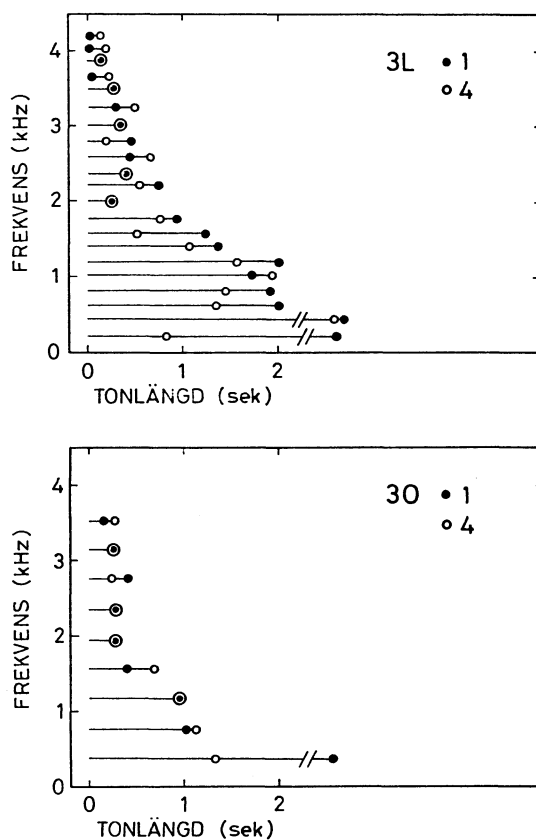 3L ● 1
○ 4
FREKVENS (kHz)
4
3
2
1
0
0 1 2
TONLÄNGD (sek)
3O ● 1
○ 4
FREKVENS (kHz)
4
3
2
1
0
0 1 2
TONLÄNGD (sek)